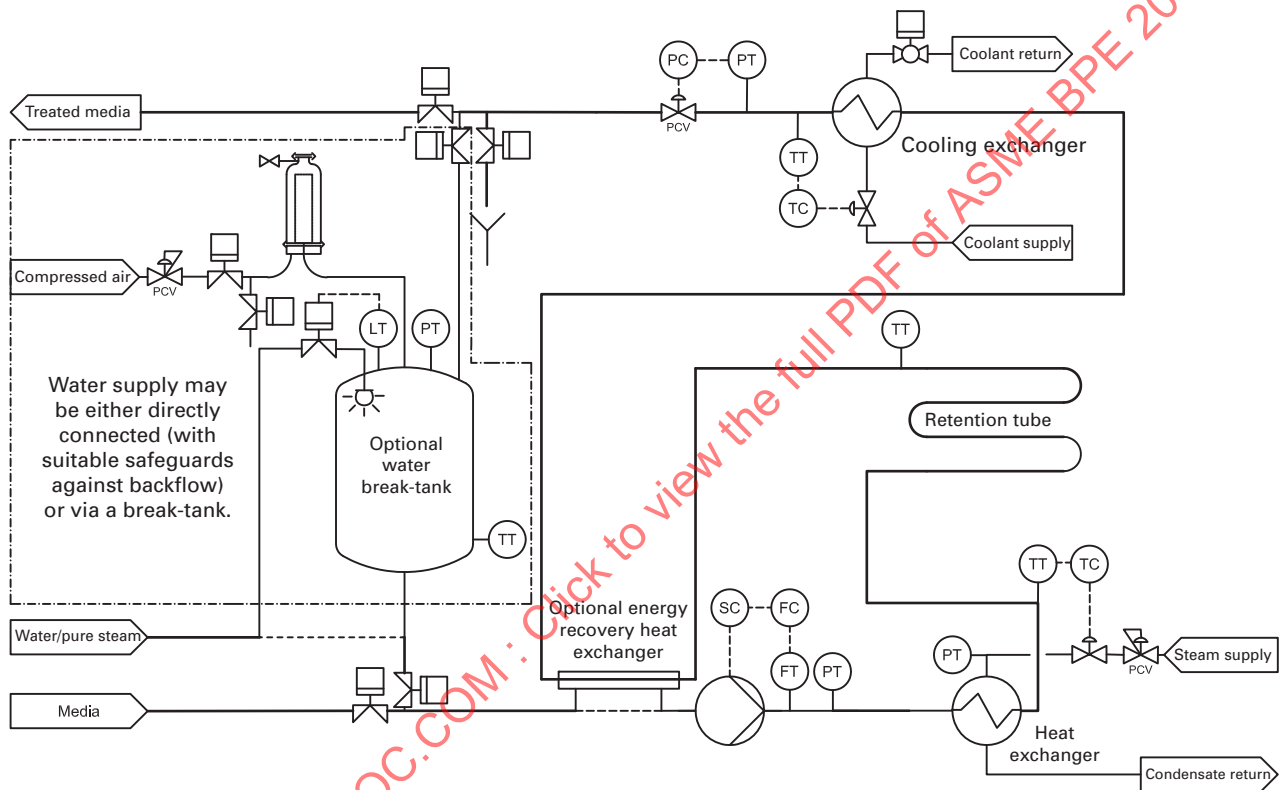 Coolant return
PC
PT
Treated media
PCV
Cooling exchanger
TT
TC
Coolant supply
Compressed air
PCV
LT
PT
TT
Water supply may
be either directly
connected (with
suitable safeguards
against backflow)
or via a break-tank.
Optional
water
break-tank
Retention tube
TT
TT
TC
Optional energy
recovery heat
exchanger
SC
FC
Water/pure steam
PT
Steam supply
PCV
FT
PT
Media
Heat
exchanger
Condensate return
OC.COM : Click to view the full PDF of ASME BPE 20